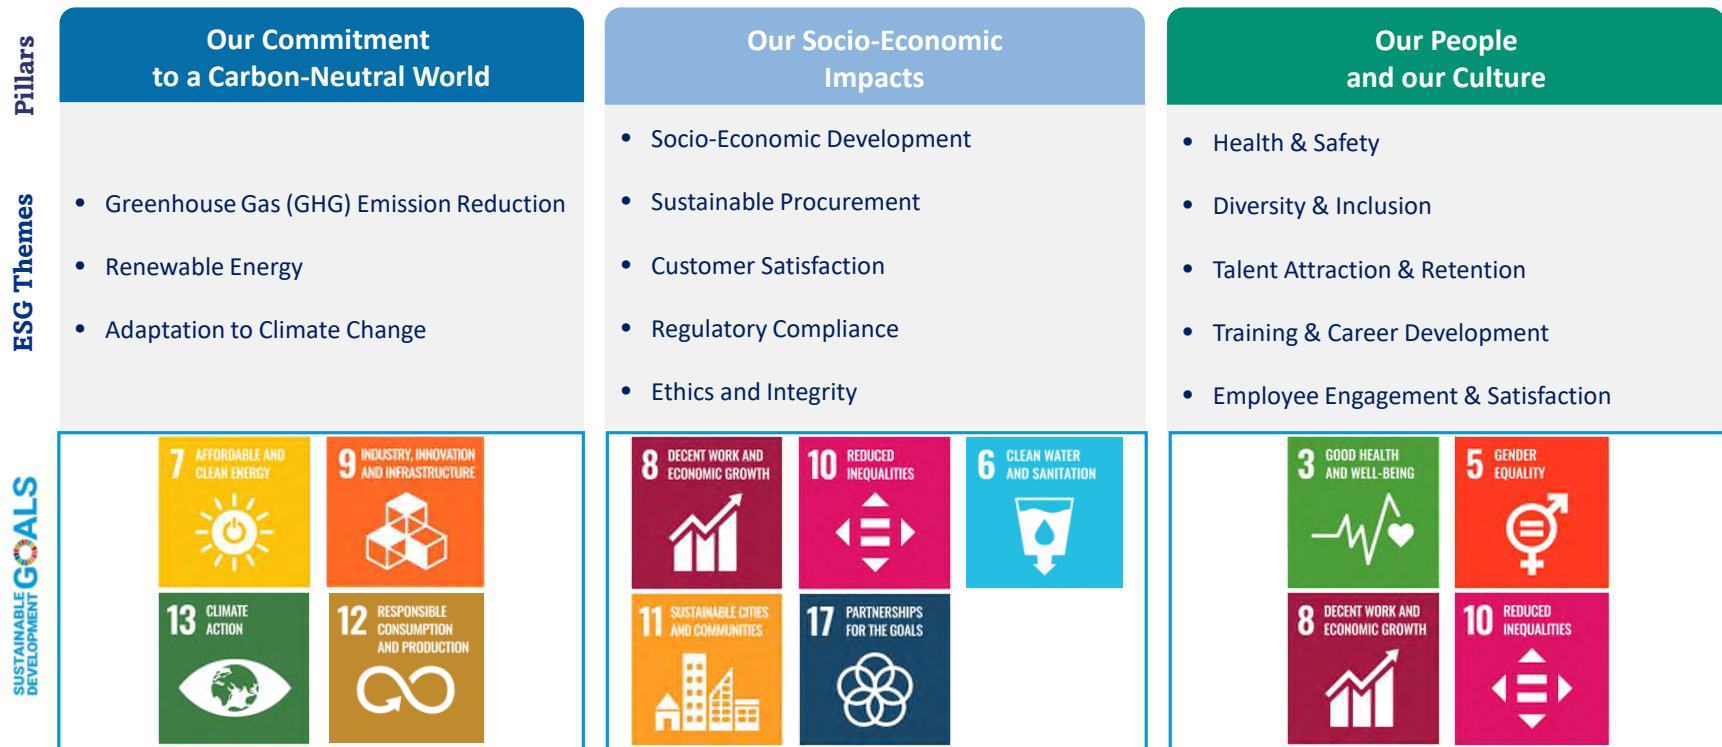 Pillars
Our Commitment
to a Carbon-Neutral World
Our Socio-Economic
Impacts
Our People
and our Culture
ESG Themes
• Greenhouse Gas (GHG) Emission Reduction
• Renewable Energy
• Adaptation to Climate Change
• Socio-Economic Development
• Sustainable Procurement
• Customer Satisfaction
• Regulatory Compliance
• Ethics and Integrity
• Health & Safety
• Diversity & Inclusion
• Talent Attraction & Retention
• Training & Career Development
• Employee Engagement & Satisfaction
SUSTAINABLE
DEVELOPMENT
GOALS
7 AFFORDABLE AND
CLEAN ENERGY
9 INDUSTRY, INNOVATION
AND INFRASTRUCTURE
13 CLIMATE
ACTION
12 RESPONSIBLE
CONSUMPTION
AND PRODUCTION
8 DECENT WORK AND
ECONOMIC GROWTH
10 REDUCED
INEQUALITIES
6 CLEAN WATER
AND SANITATION
11 SUSTAINABLE CITIES
AND COMMUNITIES
17 PARTNERSHIPS
FOR THE GOALS
3 GOOD HEALTH
AND WELL-BEING
5 GENDER
EQUALITY
8 DECENT WORK AND
ECONOMIC GROWTH
10 REDUCED
INEQUALITIES